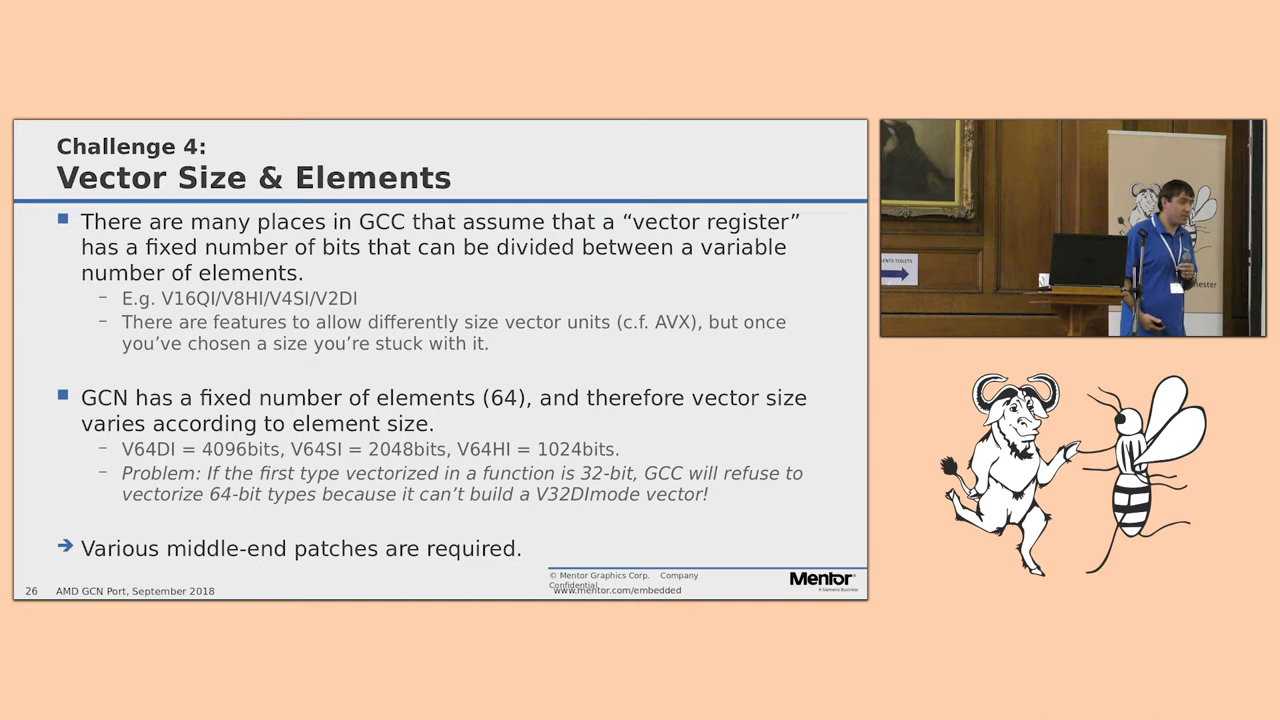 Challenge 4:
Vector Size & Elements
There are many places in GCC that assume that a “vector register”
has a fixed number of bits that can be divided between a variable
number of elements.
– E.g. V16QI/V8HI/V4SI/V2DI
– There are features to allow differently size vector units (c.f. AVX), but once
you’ve chosen a size you’re stuck with it.
GCN has a fixed number of elements (64), and therefore vector size
varies according to element size.
– V64DI = 4096bits, V64SI = 2048bits, V64HI = 1024bits.
– Problem: If the first type vectorized in a function is 32-bit, GCC will refuse to
vectorize 64-bit types because it can’t build a V32DImode vector!
→ Various middle-end patches are required.
© Mentor Graphics Corp. Company
Confidential
www.mentor.com/embedded
26 AMD GCN Port, September 2018
Mentor
A Siemens Business
TOILETS